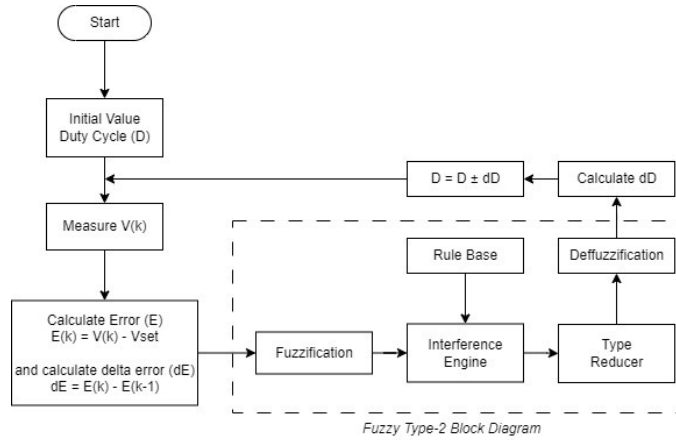 Start
Initial Value
Duty Cycle (D)
D = D ± dD
Calculate dD
Measure V(k)
Rule Base
Deffuzzification
Calculate Error (E)
E(k) = V(k) - Vset
and calculate delta error (dE)
dE = E(k) - E(k-1)
Fuzzification
Interference
Engine
Type
Reducer
Fuzzy Type-2 Block Diagram